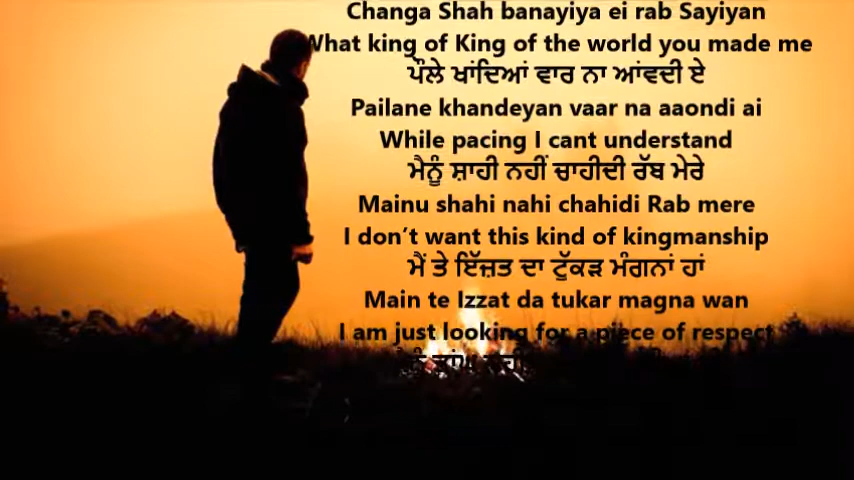 Changa Shah banayiya ei rab Sayiyan
What king of King of the world you made me
ਪੌਲੇ ਖਾਂਦਿਆਂ ਵਾਰ ਨਾ ਆਂਵਦੀ ਏ
Pailane khandeyan vaar na aaondi ai
While pacing I cant understand
ਮੈਨੂੰ ਸ਼ਾਹੀ ਨਹੀਂ ਚਾਹੀਦੀ ਰੱਬ ਮੇਰੇ
Mainu shahi nahi chahidi Rab mere
I don’t want this kind of kingmanship
ਮੈਂ ਤੇ ਇੱਜ਼ਤ ਦਾ ਟੁੱਕੜ ਮੰਗਨਾਂ ਹਾਂ
Main te Izzat da tukar magna wan
I am just looking for a piece of respect